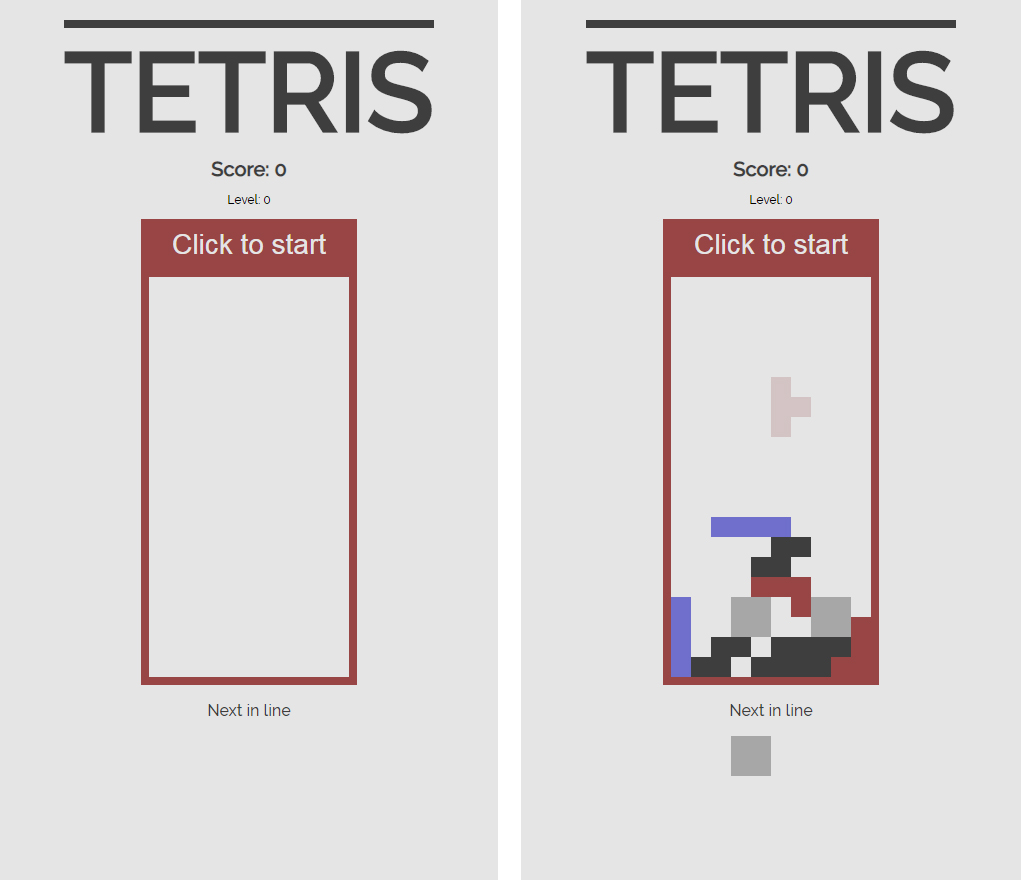 TETRIS
Score: 0
Level: 0
Click to start
Next in line
TETRIS
Score: 0
Level: 0
Click to start
Next in line